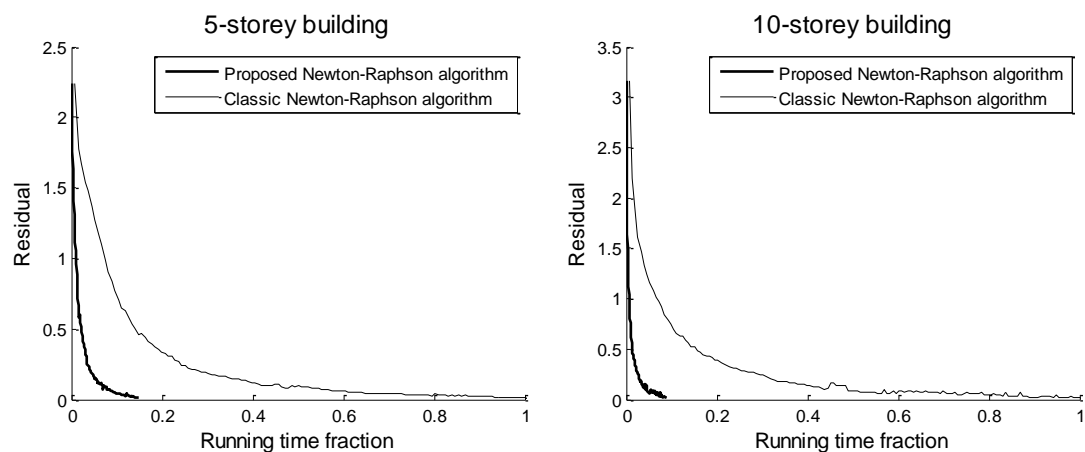 5-storey building
2.5
2
1.5
1
0.5
0
Residual
Proposed Newton-Raphson algorithm
Classic Newton-Raphson algorithm
0 0.2 0.4 0.6 0.8 1
Running time fraction
10-storey building
3.5
3
2.5
2
1.5
1
0.5
0
Residual
Proposed Newton-Raphson algorithm
Classic Newton-Raphson algorithm
0 0.2 0.4 0.6 0.8 1
Running time fraction